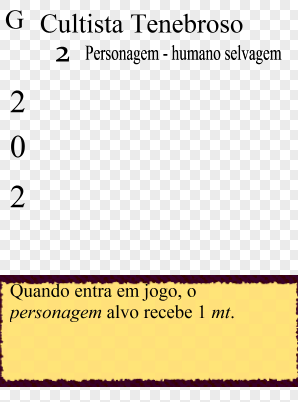 G Cultista Tenebroso
2 Personagem - humano selvagem
2
0
2
Quando entra em jogo, o
personagem alvo recebe 1 mt.